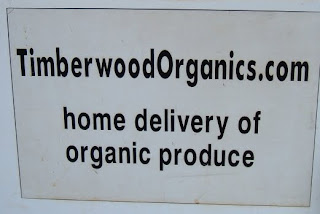 TimberwoodOrganics.com
home delivery of
organic produce